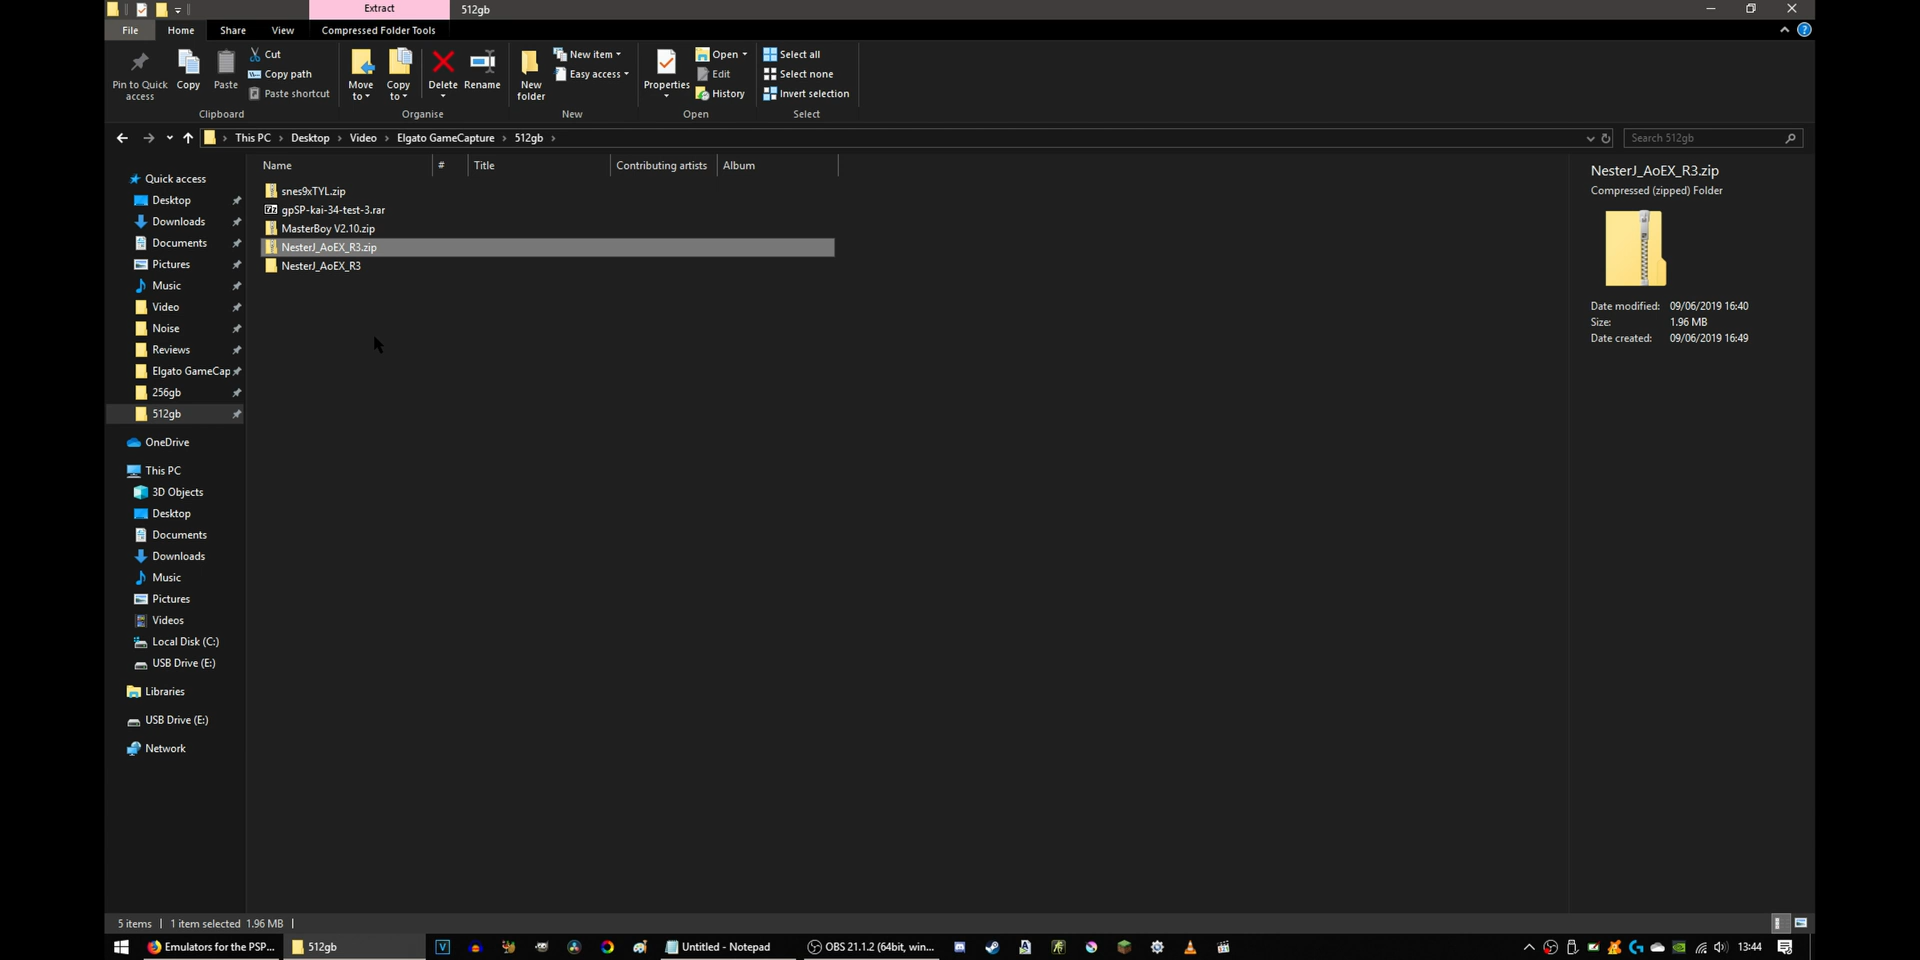 Extract
512gb
File
Home
Share
View
Compressed Folder Tools
Pin to Quick access
Copy
Paste
Cut
Copy path
Paste shortcut
Clipboard
Move to
Copy to
Delete
Rename
Organise
New folder
New item
Easy access
New
Properties
Open
Edit
History
Open
Select all
Select none
Invert selection
Select
This PC
Desktop
Video
Elgato GameCapture
512gb
Search 512gb
Name
#
Title
Contributing artists
Album
snes9xTYL.zip
gpSP-kai-34-test-3.rar
MasterBoy V2.10.zip
NesterJ_AoEX_R3.zip
NesterJ_AoEX_R3
Quick access
Desktop
Downloads
Documents
Pictures
Music
Video
Noise
Reviews
Elgato GameCap
256gb
512gb
OneDrive
This PC
3D Objects
Desktop
Documents
Downloads
Music
Pictures
Videos
Local Disk (C:)
USB Drive (E:)
Libraries
USB Drive (E:)
Network
NesterJ_AoEX_R3.zip
Compressed (zipped) Folder
Date modified: 09/06/2019 16:40
Size: 1.96 MB
Date created: 09/06/2019 16:49
5 items
1 item selected 1.96 MB
Emulators for the PSP...
512gb
Untitled - Notepad
OBS 21.1.2 (64bit, win...
13:44